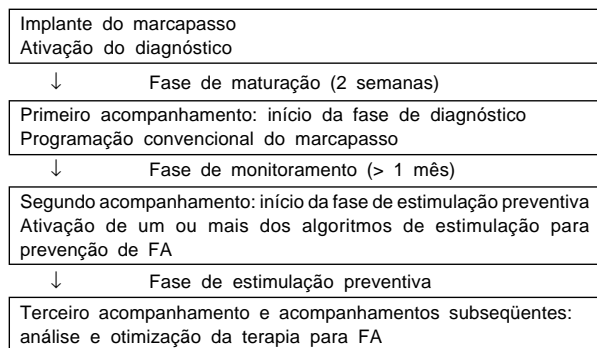 Implante do marcapasso
Ativação do diagnóstico
↓ Fase de maturação (2 semanas)
Primeiro acompanhamento: início da fase de diagnóstico
Programação convencional do marcapasso
↓ Fase de monitoramento (> 1 mês)
Segundo acompanhamento: início da fase de estimulação preventiva
Ativação de um ou mais dos algoritmos de estimulação para
prevenção de FA
↓ Fase de estimulação preventiva
Terceiro acompanhamento e acompanhamentos subseqüentes:
análise e otimização da terapia para FA